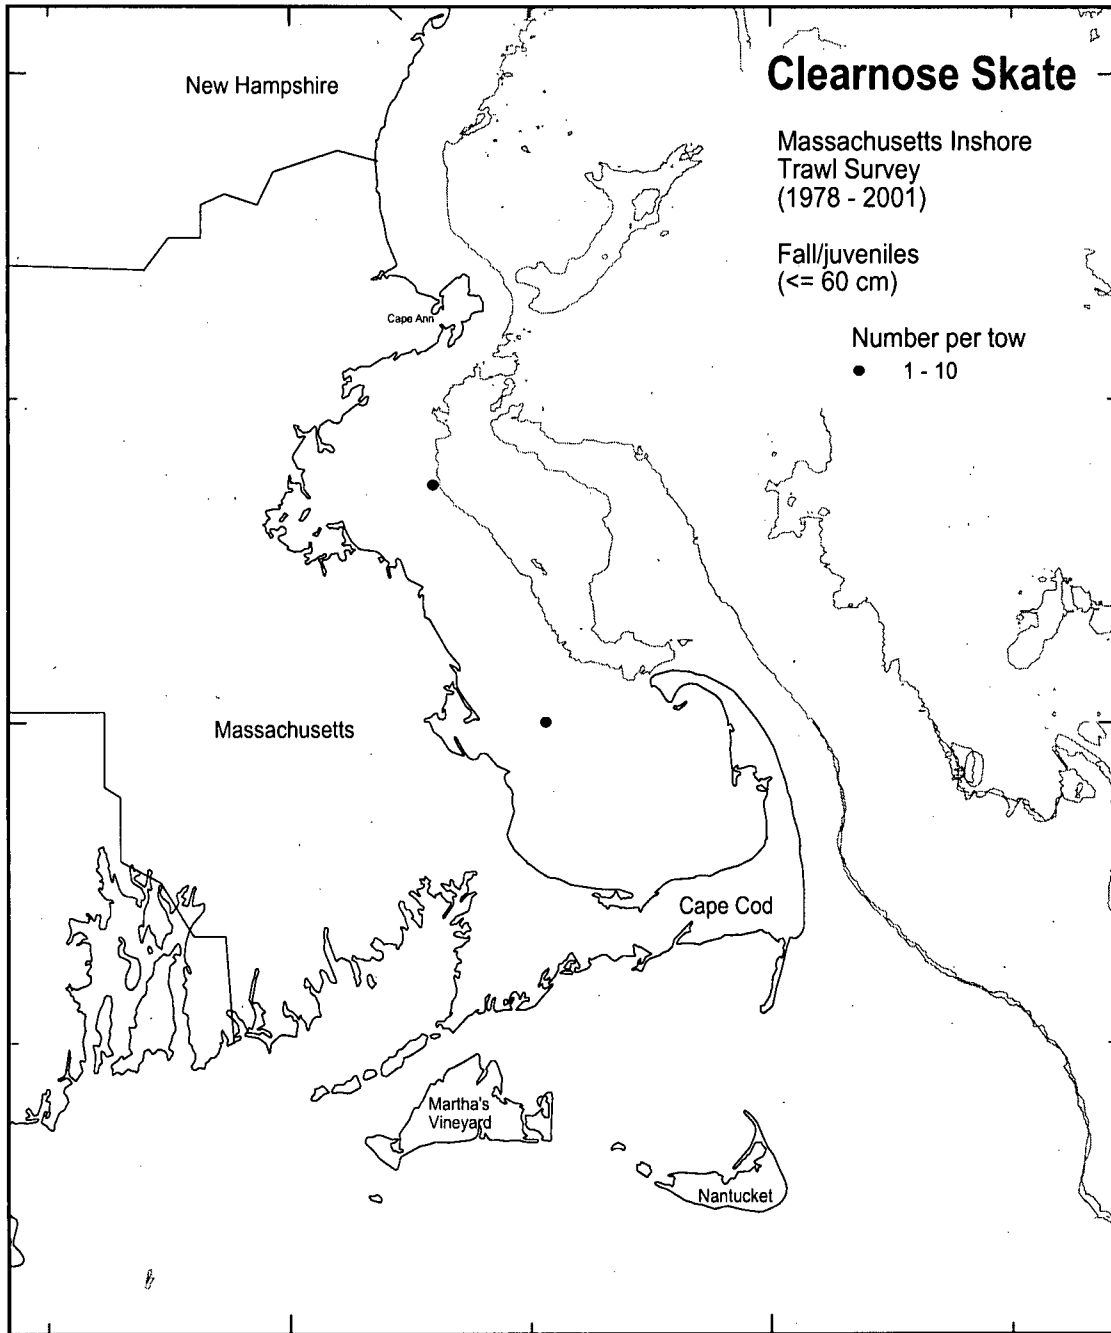 Clearnose Skate
New Hampshire
Massachusetts Inshore
Trawl Survey
(1978 - 2001)
Fall/juveniles
(<= 60 cm)
Cape Ann
Number per tow
1 - 10
Massachusetts
Cape Cod
Martha's
Vineyard
Nantucket